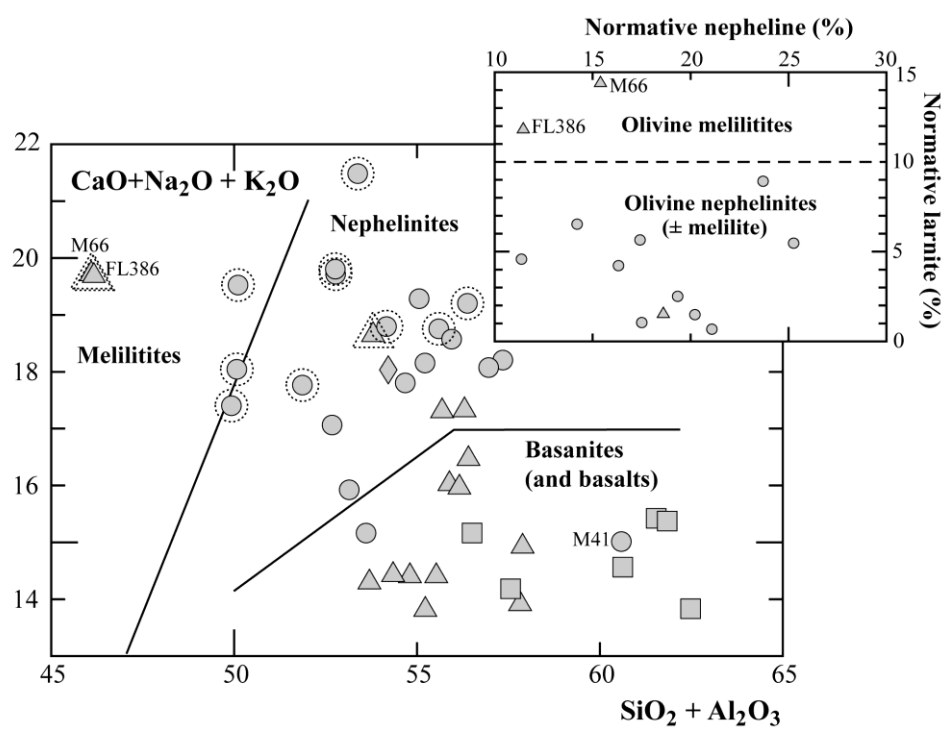 Normative nepheline (%)
10 15 20 25 30
M66
15
FL386
Olivine melilitites
10
Normative larnite (%)
Olivine nephelinites
(± melilite)
5
0
22
CaO+Na₂O + K₂O
Nephelinites
20
M66
FL386
Melilitites
18
16
Basanites
(and basalts)
M41
14
45 50 55 60 65
SiO₂ + Al₂O₃